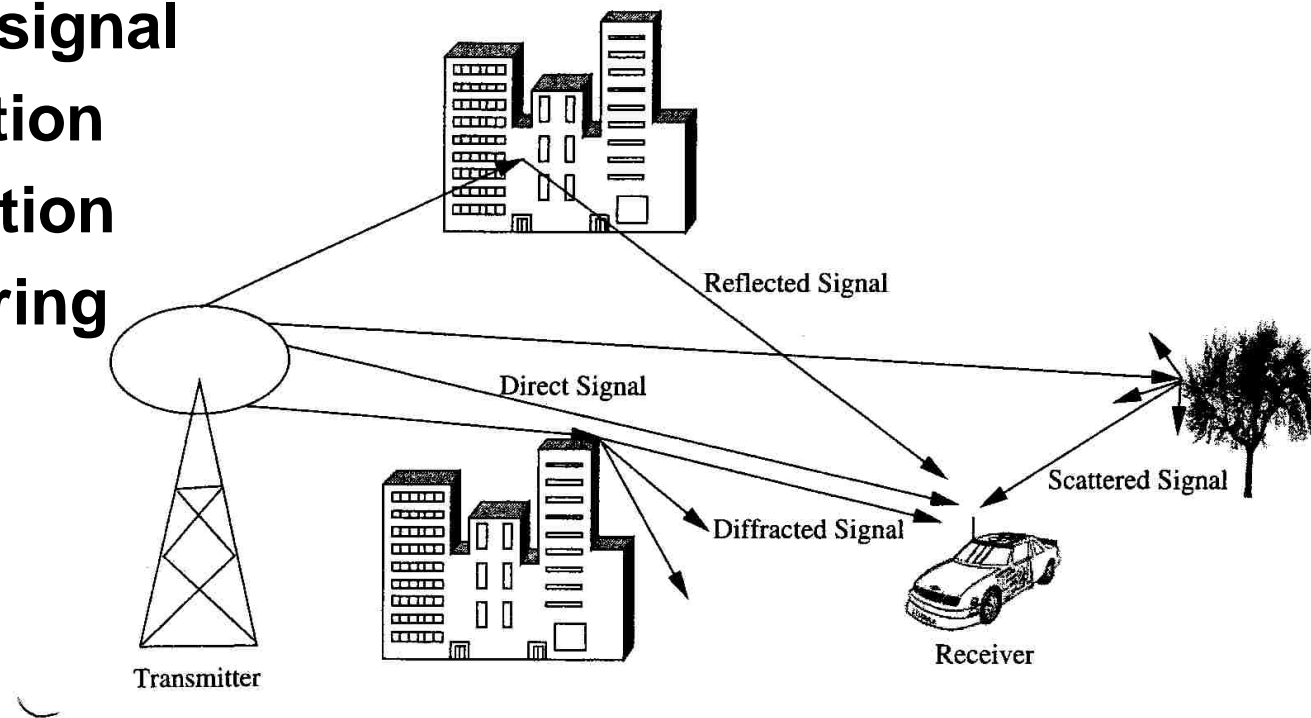 signal
tion
tion
ring
Reflected Signal
Direct Signal
Scattered Signal
Diffracted Signal
Receiver
Transmitter